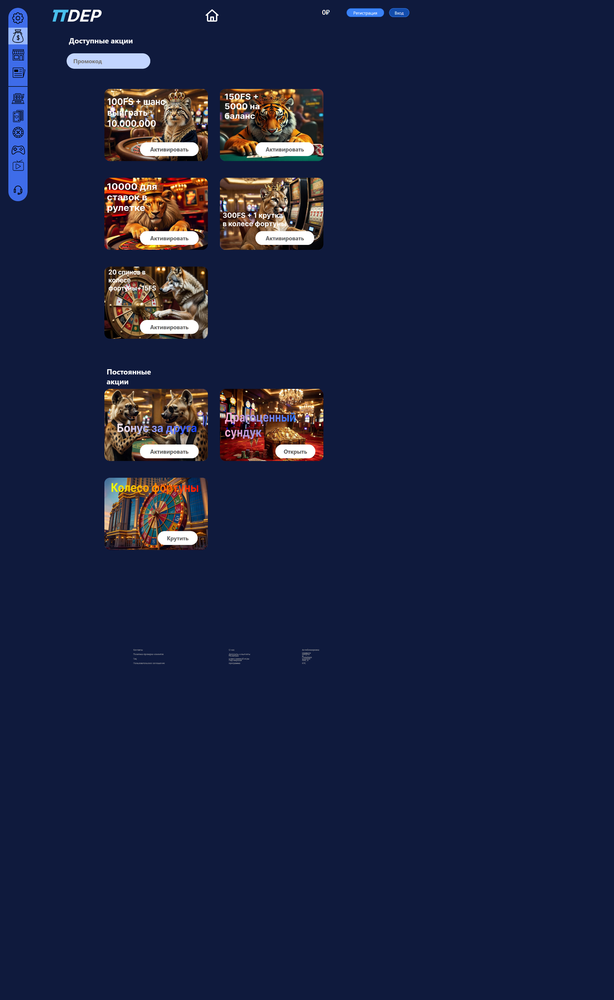 ПDEP
0₽
Регистрация
Вход
Доступные акции
Промокод
100FS + шанс
выиграть
10.000.000
Активировать
150FS +
5000 на
баланс
Активировать
10000 для
ставок в
рулетке
Активировать
300FS + 1 крутка
в колесе фортуны
Активировать
20 спинов в
колесе
фортуны+15FS
Активировать
Постоянные
акции
Бонус за друга
Активировать
Драгоценный
сундук
Открыть
Колесо фортуны
Крутить
Контакты
Политика проверки клиентов
Faq
Пользовательское соглашение
О нас
Депозиты и выплаты
Политика
ответственной игры
Партнерская
программа
Антиблокировка
Правила
и
Политика
AML и
KYC